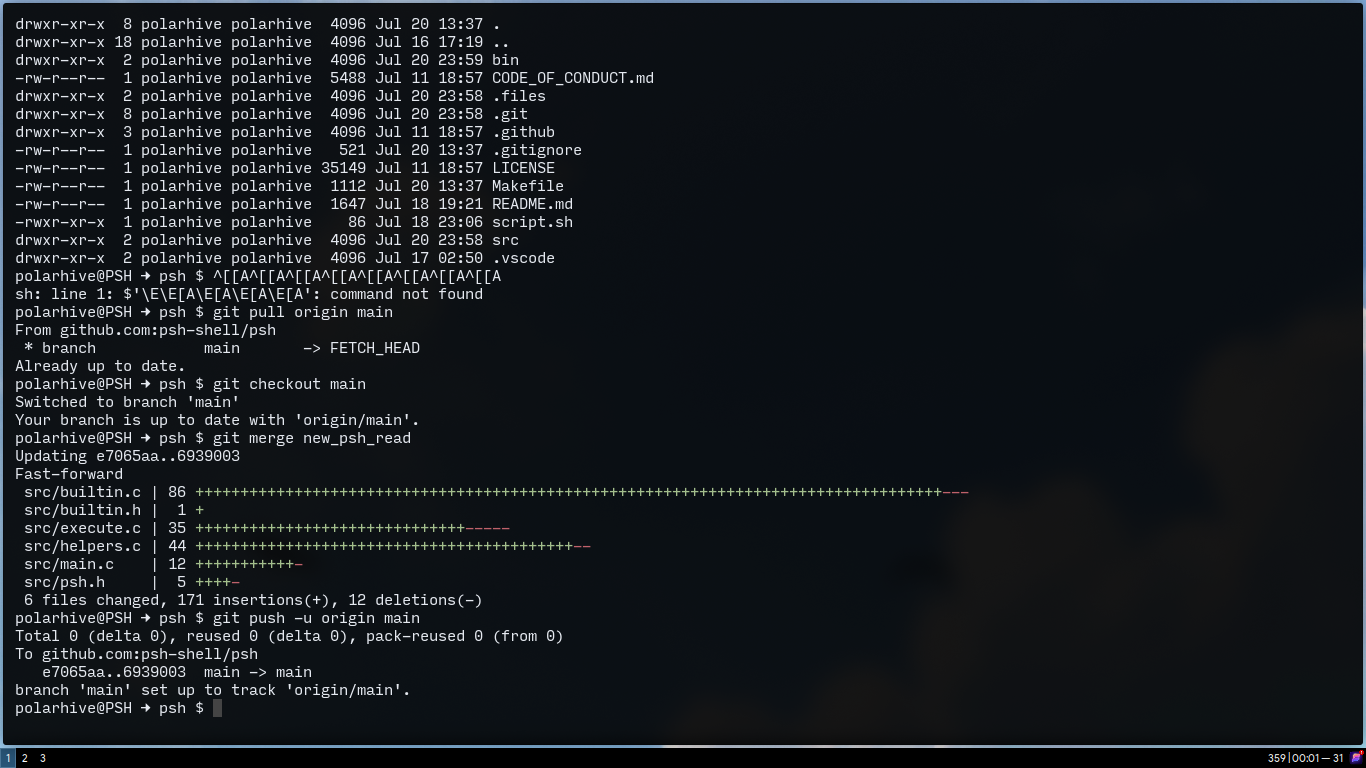 drwxr-xr-x  8 polarhive polarhive  4096 Jul 20 13:37 .
drwxr-xr-x 18 polarhive polarhive  4096 Jul 16 17:19 ..
drwxr-xr-x  2 polarhive polarhive  4096 Jul 20 23:59 bin
-rw-r--r--  1 polarhive polarhive  5488 Jul 11 18:57 CODE_OF_CONDUCT.md
drwxr-xr-x  2 polarhive polarhive  4096 Jul 20 23:58 .files
drwxr-xr-x  8 polarhive polarhive  4096 Jul 20 23:58 .git
drwxr-xr-x  3 polarhive polarhive  4096 Jul 11 18:57 .github
-rw-r--r--  1 polarhive polarhive   521 Jul 20 13:37 .gitignore
-rw-r--r--  1 polarhive polarhive 35149 Jul 11 18:57 LICENSE
-rw-r--r--  1 polarhive polarhive  1112 Jul 20 13:37 Makefile
-rw-r--r--  1 polarhive polarhive  1647 Jul 18 19:21 README.md
-rwxr-xr-x  1 polarhive polarhive    86 Jul 18 23:06 script.sh
drwxr-xr-x  2 polarhive polarhive  4096 Jul 20 23:58 src
drwxr-xr-x  2 polarhive polarhive  4096 Jul 17 02:50 .vscode
polarhive@PSH ➜ psh $ ^[[A^[[A^[[A^[[A^[[A^[[A^[[A^[[A
sh: line 1: $'\E\E[A\E[A\E[A\E[A': command not found
polarhive@PSH ➜ psh $ git pull origin main
From github.com:psh-shell/psh
 * branch            main       -> FETCH_HEAD
Already up to date.
polarhive@PSH ➜ psh $ git checkout main
Switched to branch 'main'
Your branch is up to date with 'origin/main'.
polarhive@PSH ➜ psh $ git merge new_psh_read
Updating e7065aa..6939003
Fast-forward
 src/builtin.c | 86 +++++++++++++++++++++++++++++++++++++++++++++++++++++++++++++++++++++++++++++++++++---
 src/builtin.h |  1 +
 src/execute.c | 35 ++++++++++++++++++++++++++++++-----
 src/helpers.c | 44 ++++++++++++++++++++++++++++++++++++++++++--
 src/main.c    | 12 +++++++++++-
 src/psh.h     |  5 ++++-
 6 files changed, 171 insertions(+), 12 deletions(-)
polarhive@PSH ➜ psh $ git push -u origin main
Total 0 (delta 0), reused 0 (delta 0), pack-reused 0 (from 0)
To github.com:psh-shell/psh
   e7065aa..6939003  main -> main
branch 'main' set up to track 'origin/main'.
polarhive@PSH ➜ psh $
1 2 3 359|00:01— 31